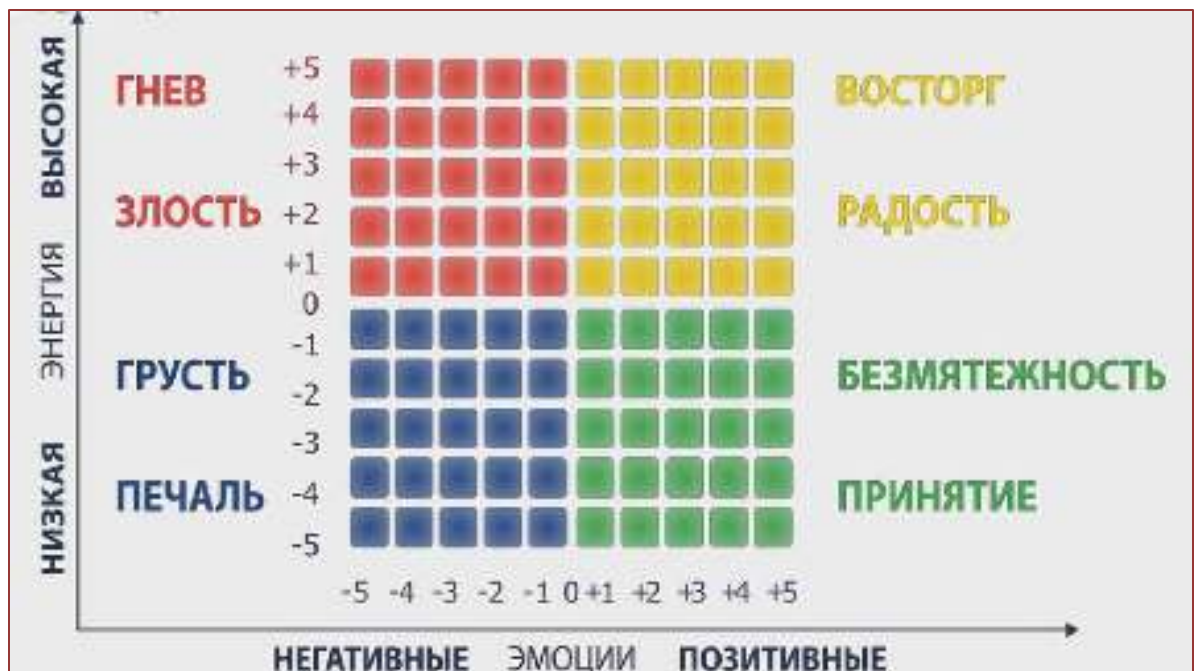 ВЫСОКАЯ
ЭНЕРГИЯ
НИЗКАЯ
ГНЕВ
ЗЛОСТЬ
ГРУСТЬ
ПЕЧАЛЬ
+5
+4
+3
+2
+1
0
-1
-2
-3
-4
-5
ВОСТОРГ
РАДОСТЬ
БЕЗМЯТЕЖНОСТЬ
ПРИНЯТИЕ
-5 -4 -3 -2 -1 0 +1 +2 +3 +4 +5
НЕГАТИВНЫЕ ЭМОЦИИ ПОЗИТИВНЫЕ